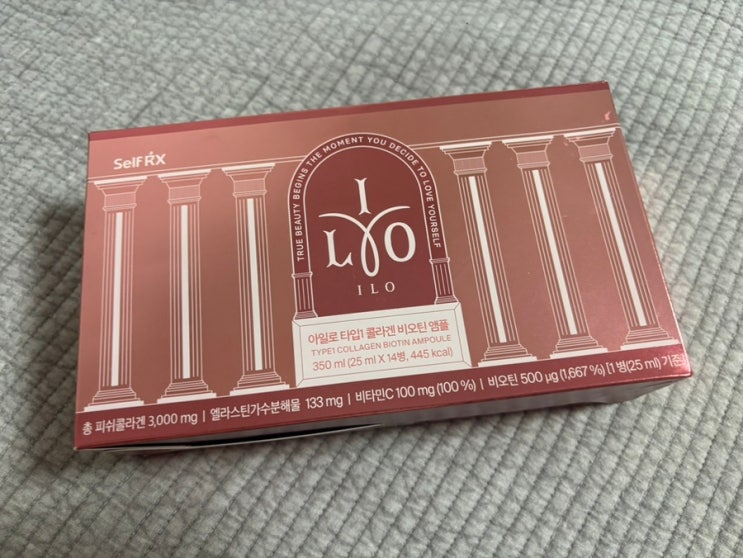 Self RX
TRUE BEAUTY BEGINS THE MOMENT YOU DECIDE TO LOVE YOURSELF
I
LO
ILO
아일로 타입1 콜라겐 비오틴 앰플
TYPE1 COLLAGEN BIOTIN AMPOULE
350 ml (25 ml X 14병, 445 kcal)
총 피쉬콜라겐 3,000 mg | 엘라스틴가수분해물 133 mg | 비타민C 100 mg (100 %) | 비오틴 500 µg (1,667 %) [1병(25 ml) 기준]